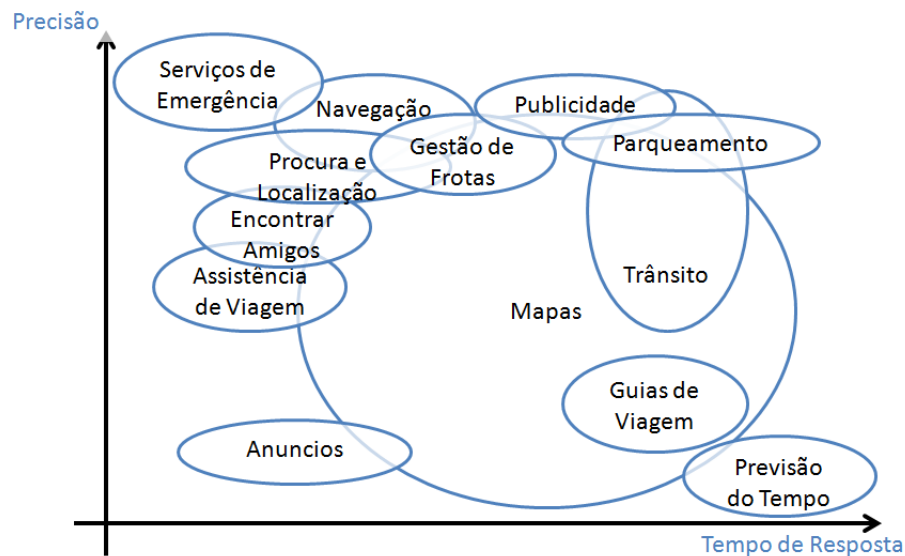 Precisão
Serviços de
Emergência
Navegação
Publicidade
Gestão de
Frotas
Parqueamento
Procura e
Localização
Encontrar
Amigos
Assistência
de Viagem
Trânsito
Mapas
Guias de
Viagem
Anuncios
Previsão
do Tempo
Tempo de Resposta